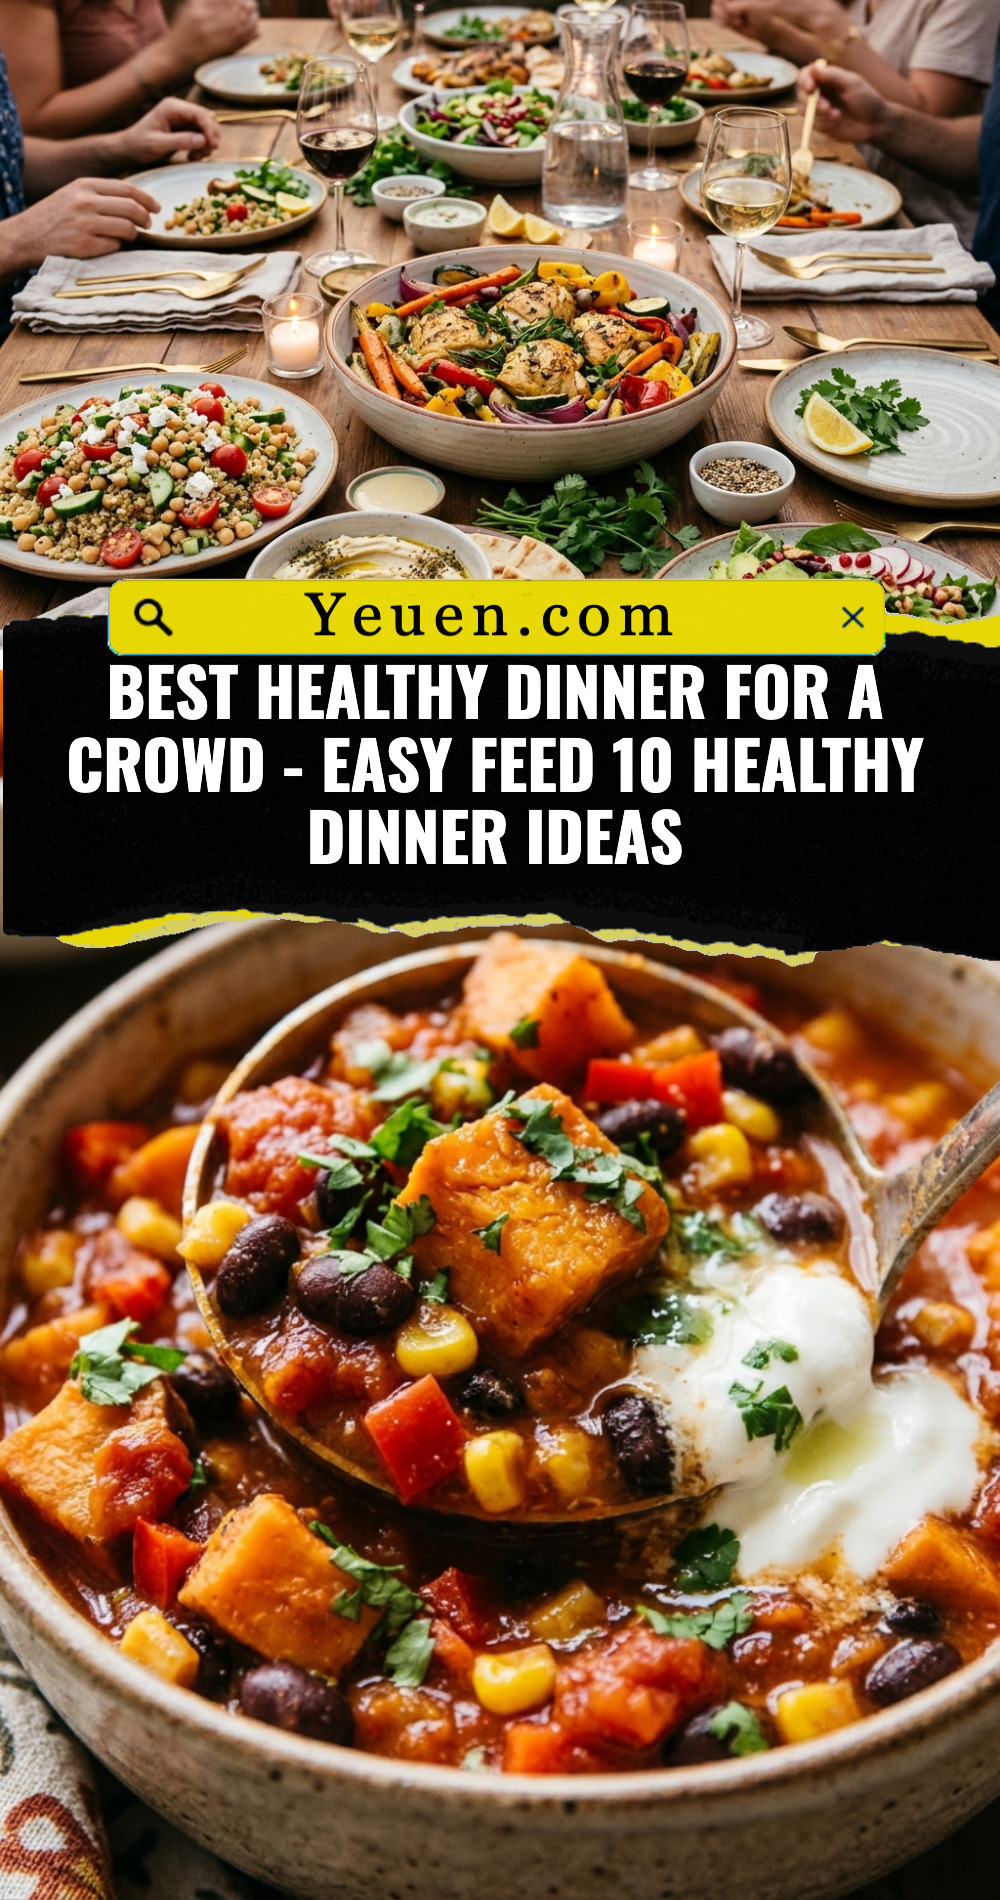 Yeuen.com
BEST HEALTHY DINNER FOR A
CROWD - EASY FEED 10 HEALTHY
DINNER IDEAS